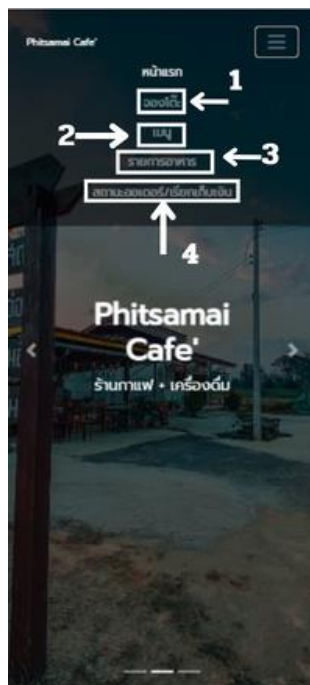 Phitsamai Cafe'
หน้าแรก
1
จองโต๊ะ
2
เมนู
รายการอาหาร
3
สถานะออเดอร์/เรียกเก็บเงิน
4
Phitsamai
Cafe'
ร้านกาแฟ + เครื่องดื่ม